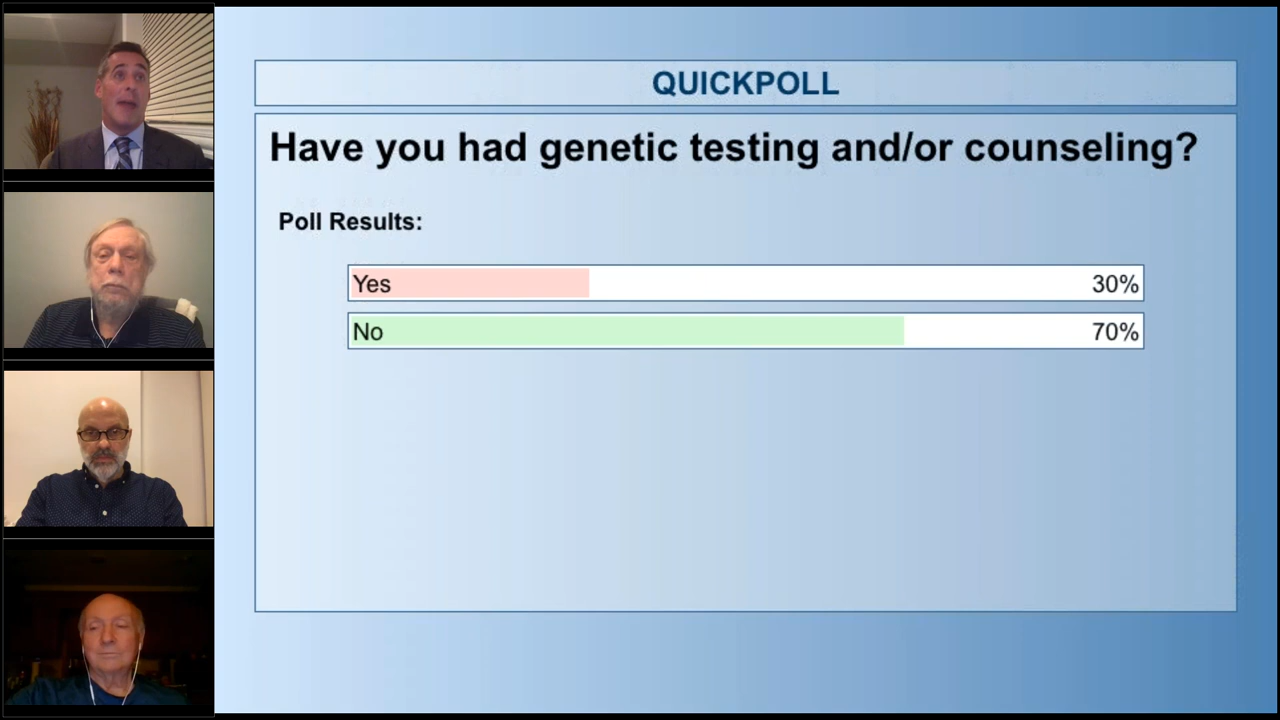 QUICKPOLL
Have you had genetic testing and/or counseling?
Poll Results:
Yes 30%
No 70%